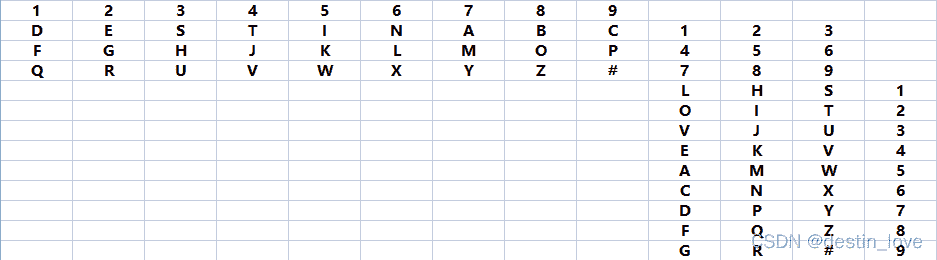 1 2 3 4 5 6 7 8 9
D E S T I N A B C 1 2 3
F G H J K L M O P 4 5 6
Q R U V W X Y Z # 7 8 9
L H S 1
O I T 2
V J U 3
E K V 4
A M W 5
C N X 6
D P Y 7
F Q Z 8
CSDN @destin_love
G R # 9